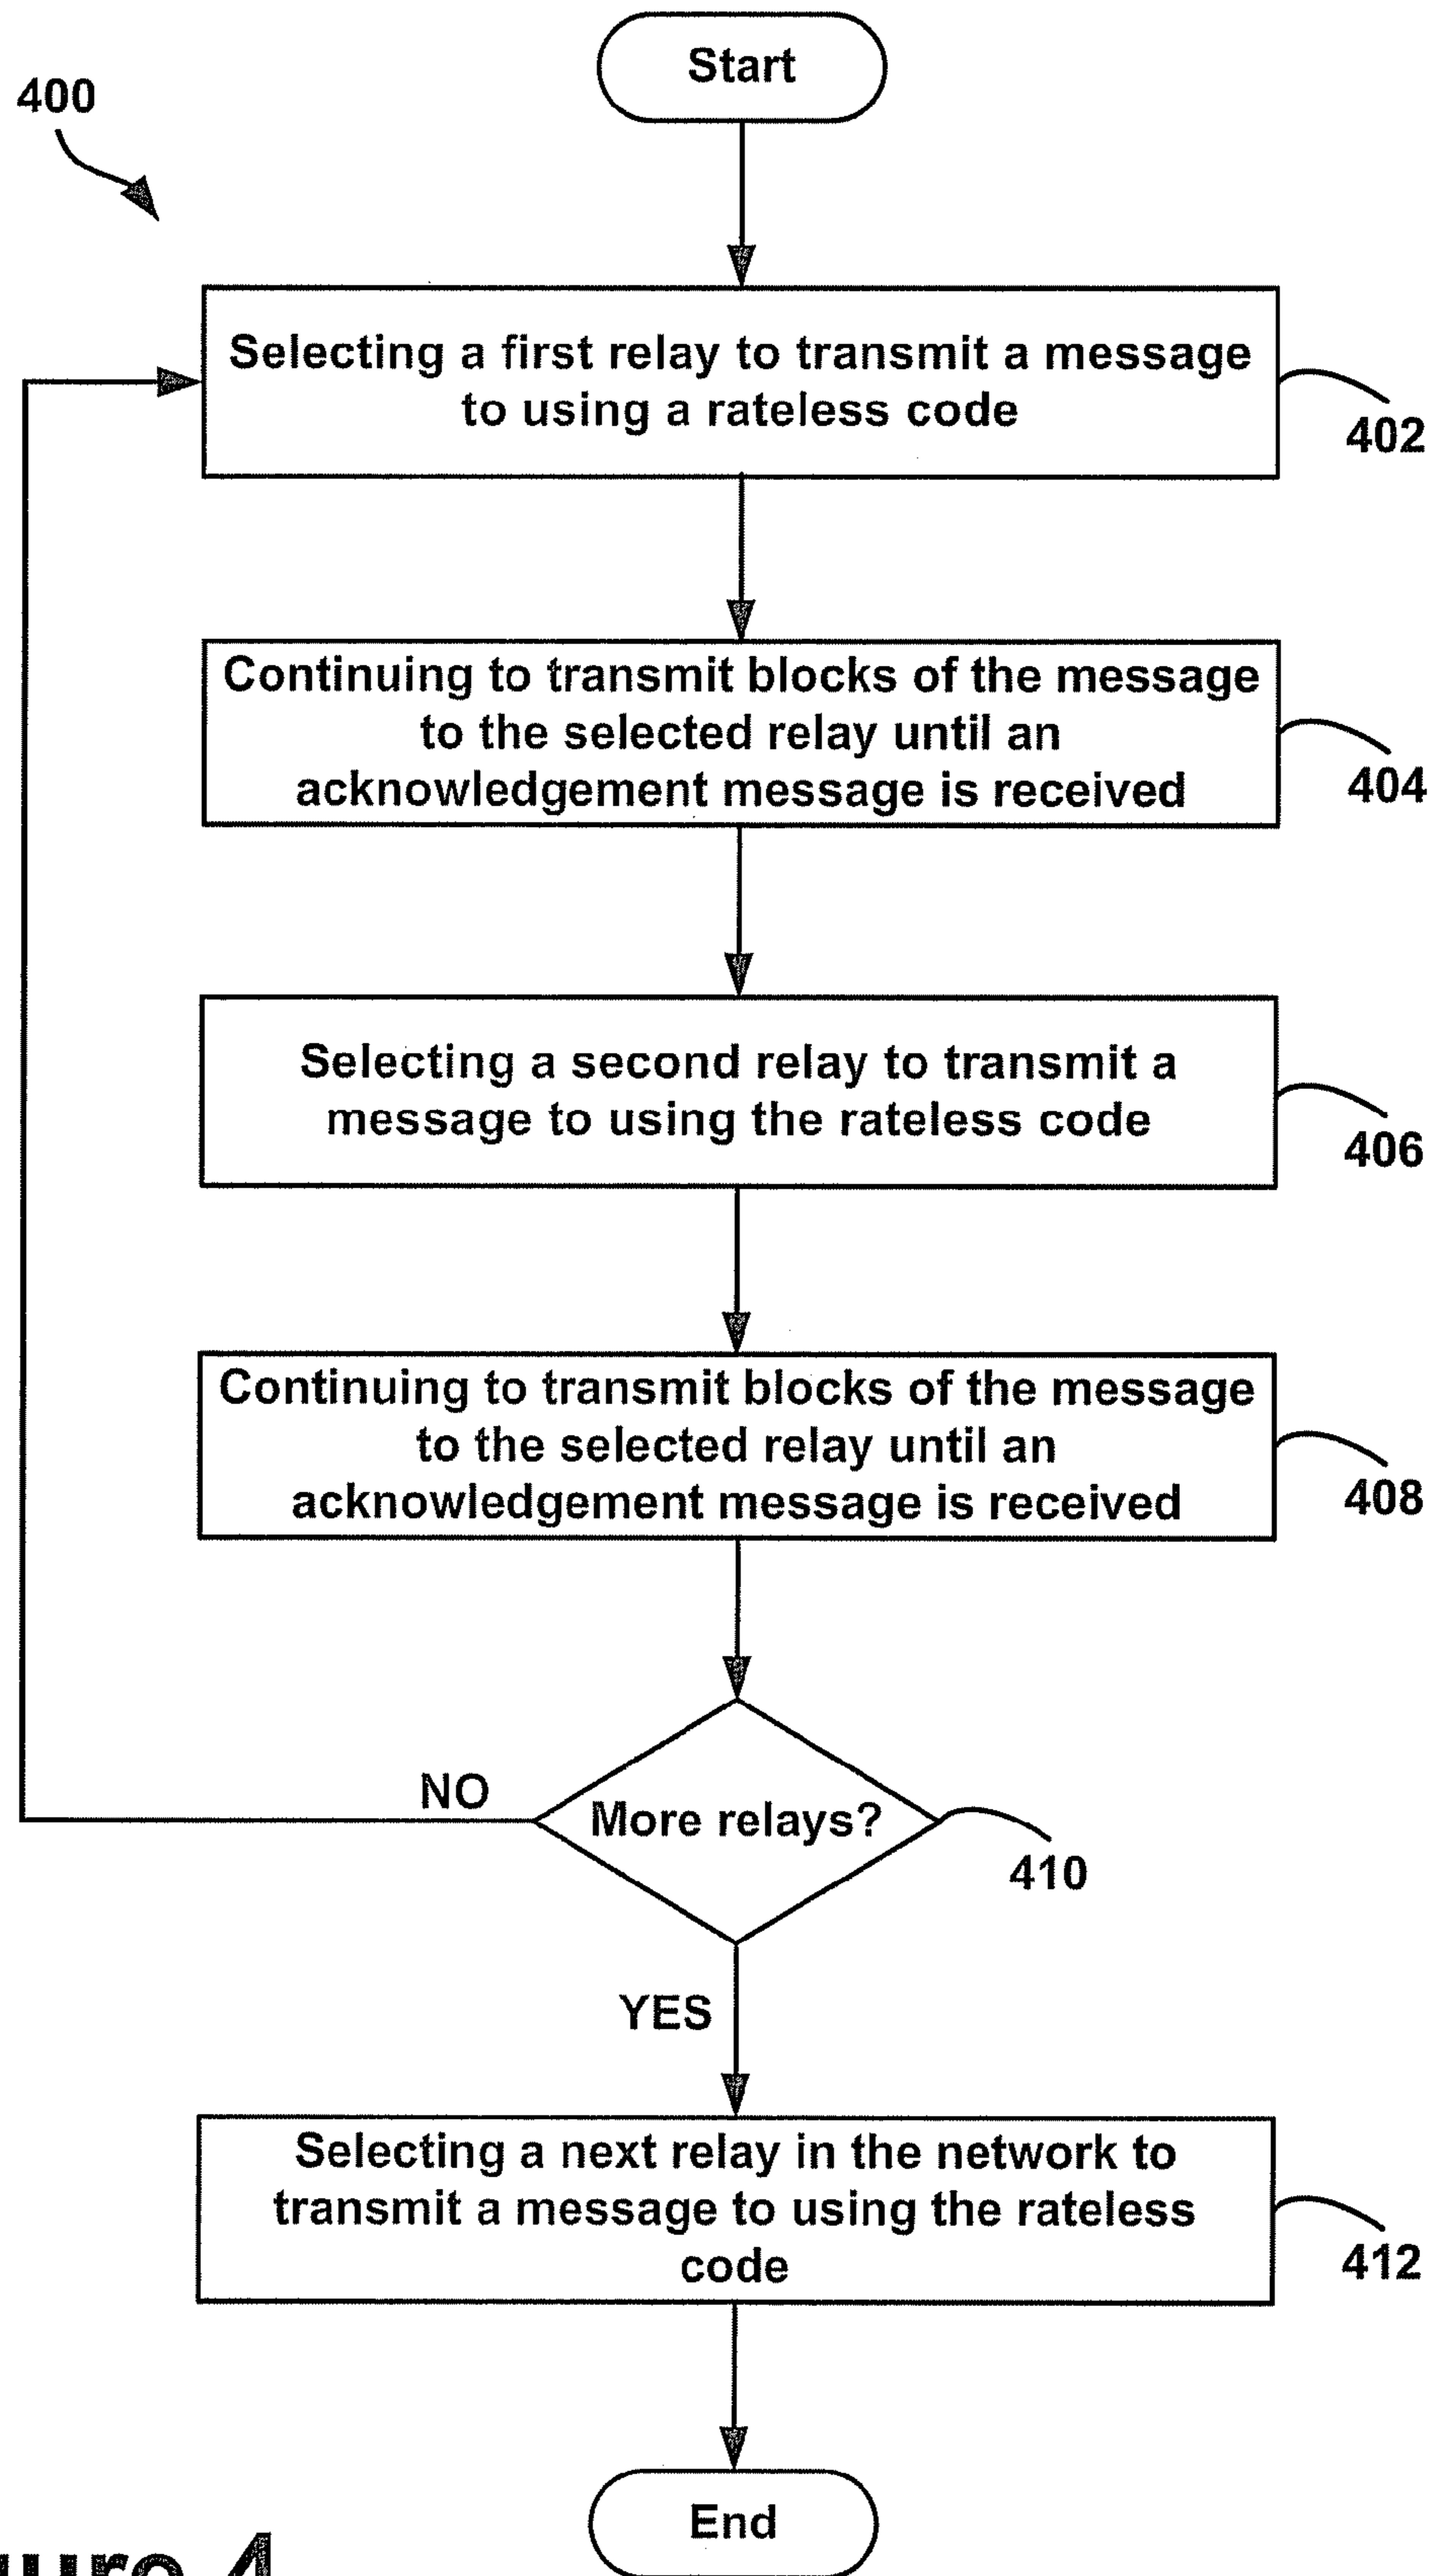 Start
400
Selecting a first relay to transmit a message
to using a rateless code
402
Continuing to transmit blocks of the message
to the selected relay until an
acknowledgement message is received
404
Selecting a second relay to transmit a
message to using the rateless code
406
Continuing to transmit blocks of the message
to the selected relay until an
acknowledgement message is received
408
NO
More relays?
410
YES
Selecting a next relay in the network to
transmit a message to using the rateless
code
412
End
4